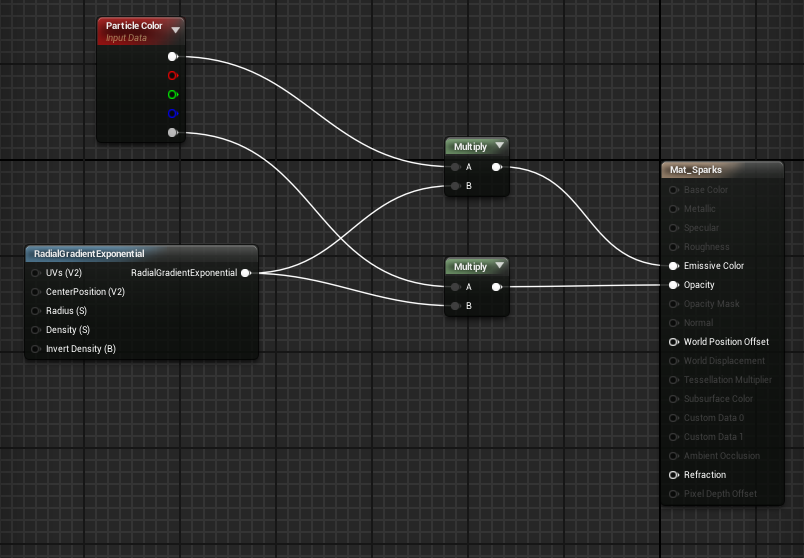 Particle Color
Input Data
Multiply
A
B
Mat_Sparks
Base Color
Metallic
Specular
Roughness
Emissive Color
Opacity
Opacity Mask
Normal
World Position Offset
World Displacement
Tessellation Multiplier
Subsurface Color
Custom Data 0
Custom Data 1
Ambient Occlusion
Refraction
Pixel Depth Offset
RadialGradientExponential
UVs (V2) RadialGradientExponential
CenterPosition (V2)
Radius (S)
Density (S)
Invert Density (B)
Multiply
A
B